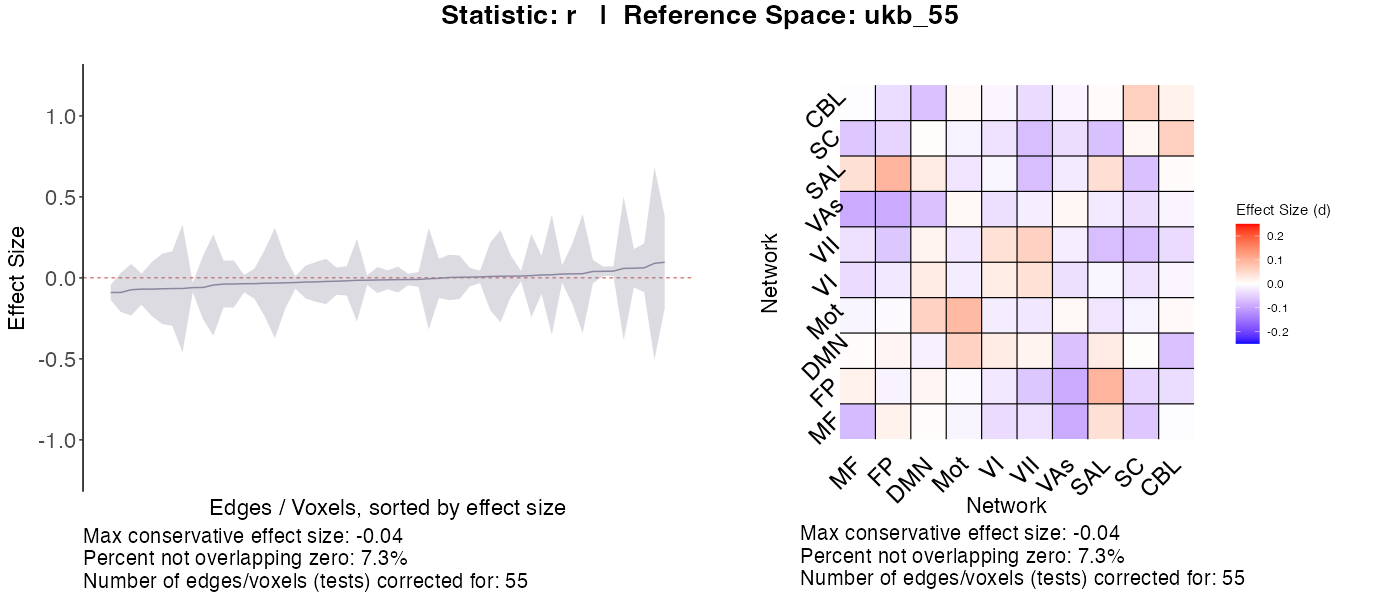 Statistic: r | Reference Space: ukb_55
Effect Size
1.0
0.5
0.0
-0.5
-1.0
Edges / Voxels, sorted by effect size
Max conservative effect size: -0.04
Percent not overlapping zero: 7.3%
Number of edges/voxels (tests) corrected for: 55
Network
CBL
SC
SAL
VAs
VII
VI
Mot
DMN
FP
MF
MF FP DMN Mot VI VII VAs SAL SC CBL
Network
Effect Size (d)
0.2
0.1
0.0
-0.1
-0.2
Max conservative effect size: -0.04
Percent not overlapping zero: 7.3%
Number of edges/voxels (tests) corrected for: 55